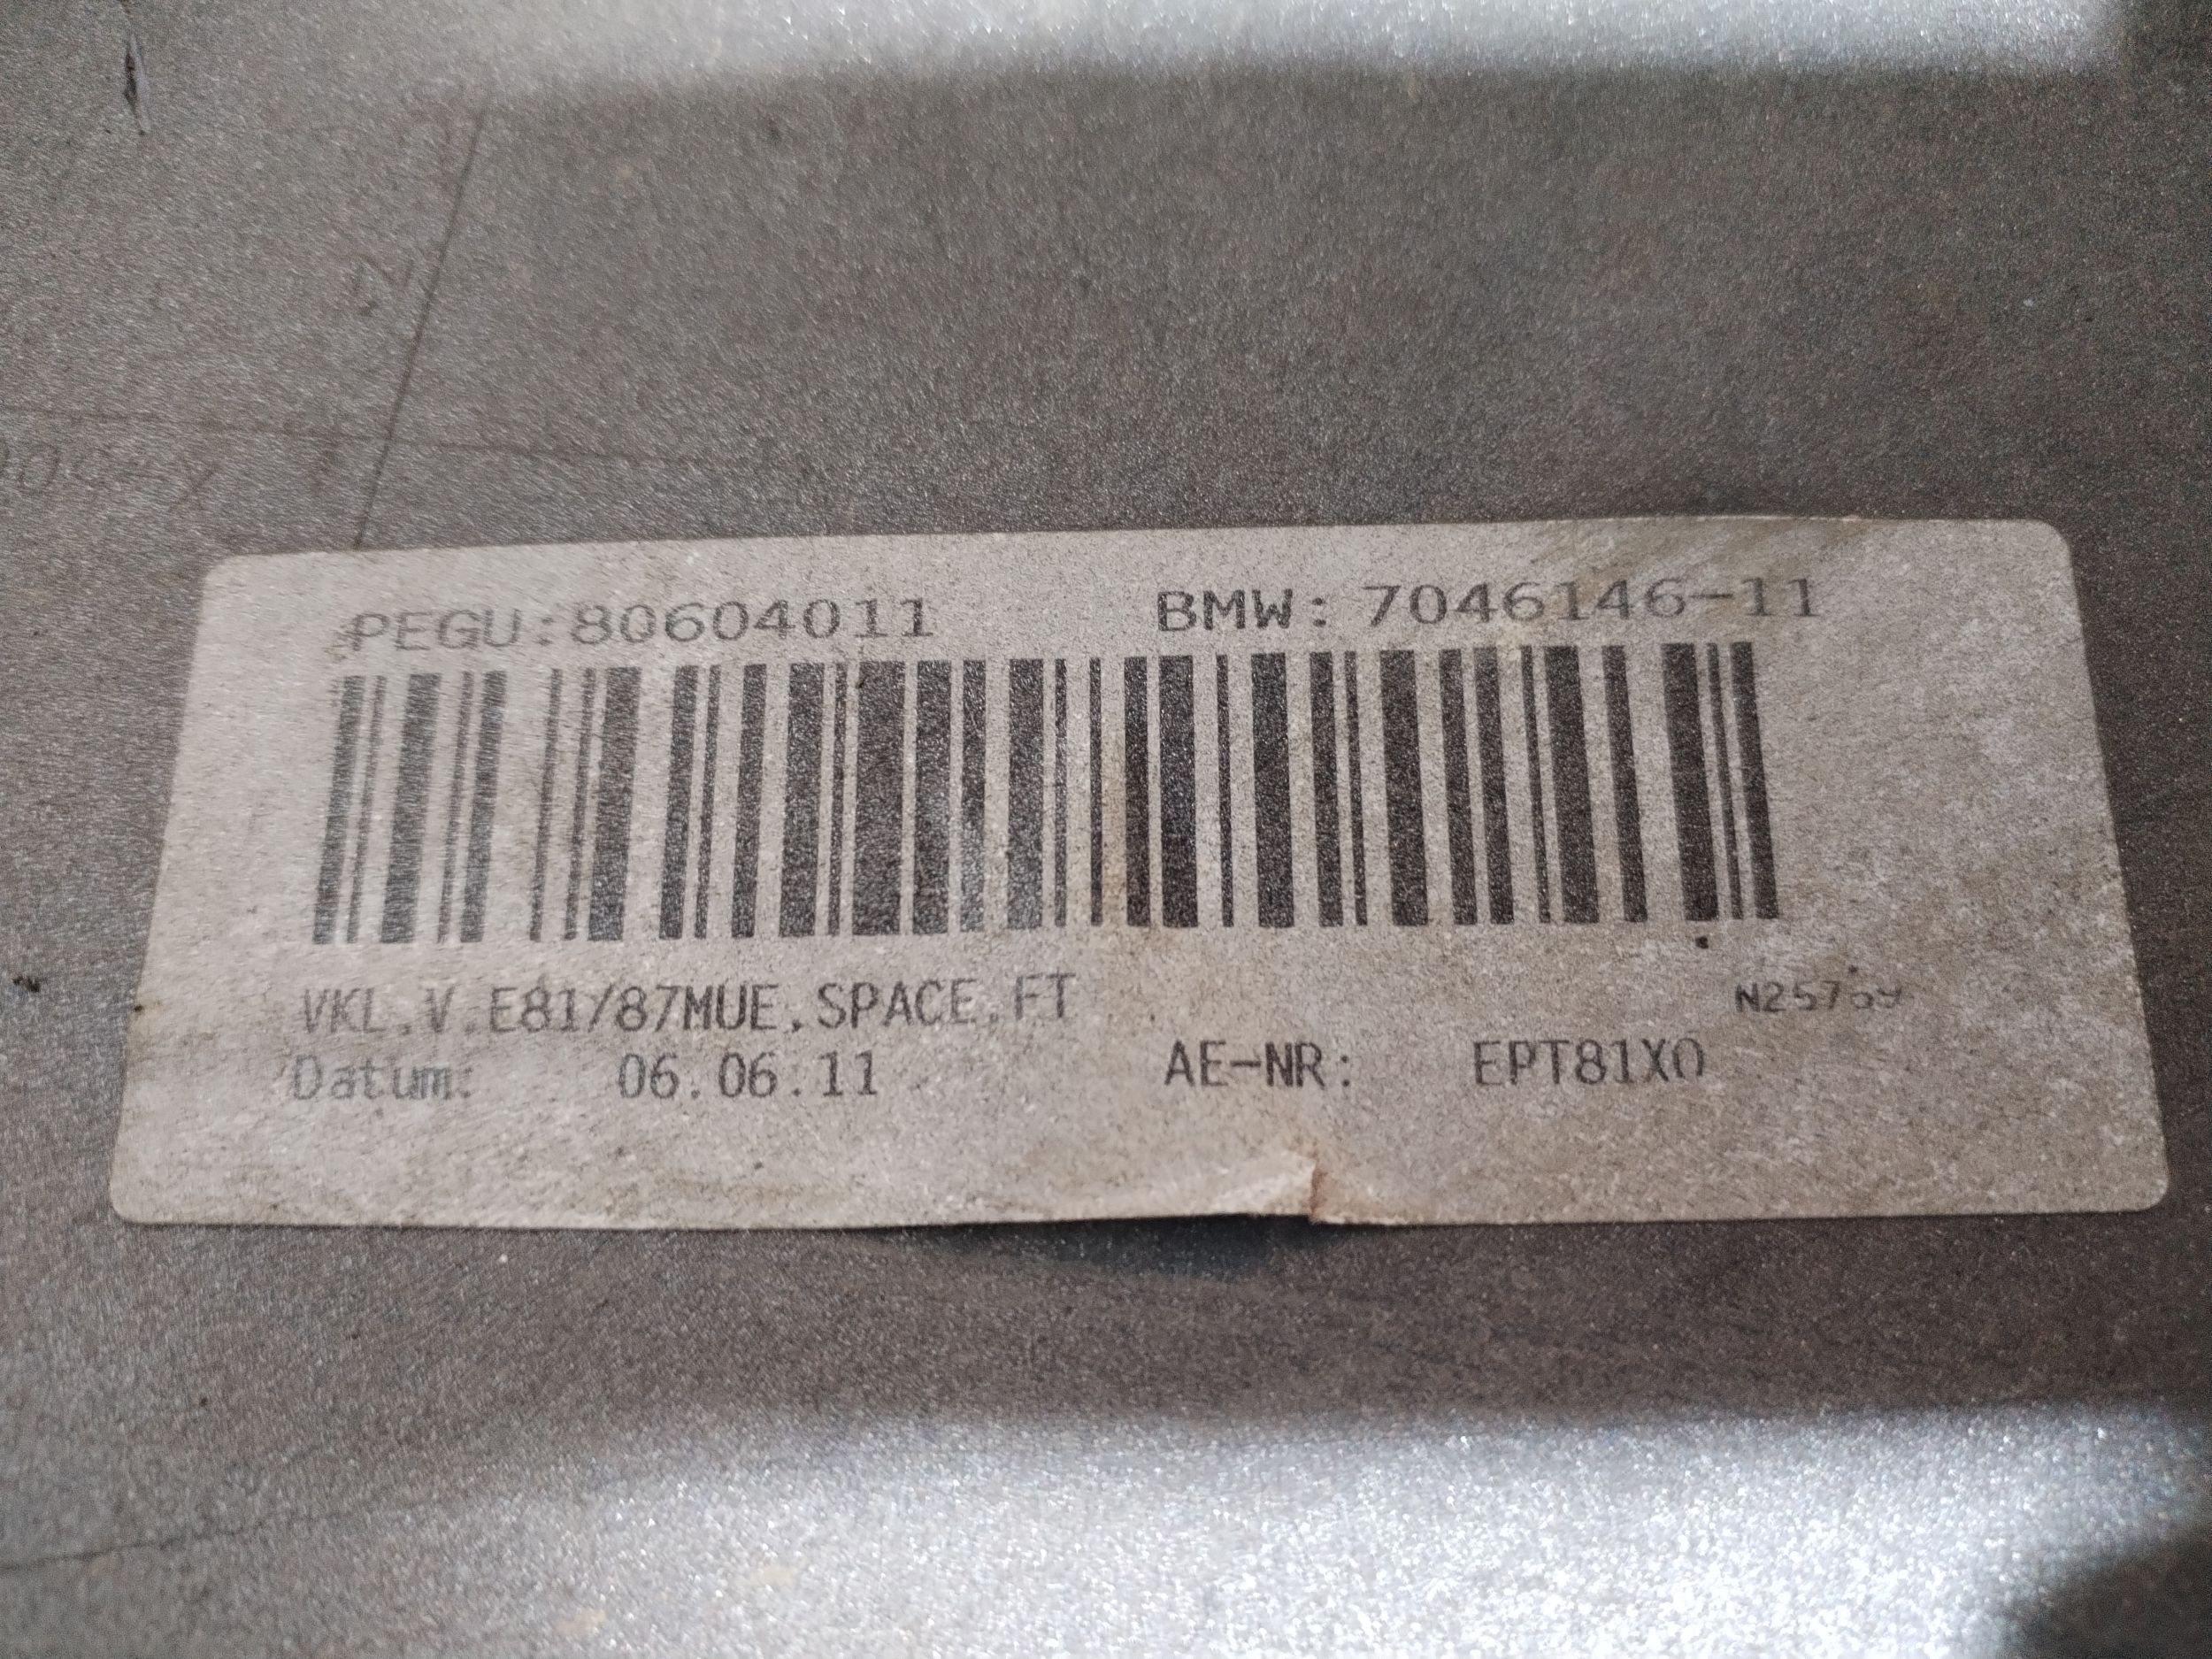 PEGU:80604011 BMW: 7046146-11
VKL.V.E81/87MUE,SPACE,FT
Datum: 06.06.11 AE-NR: EPT81X0